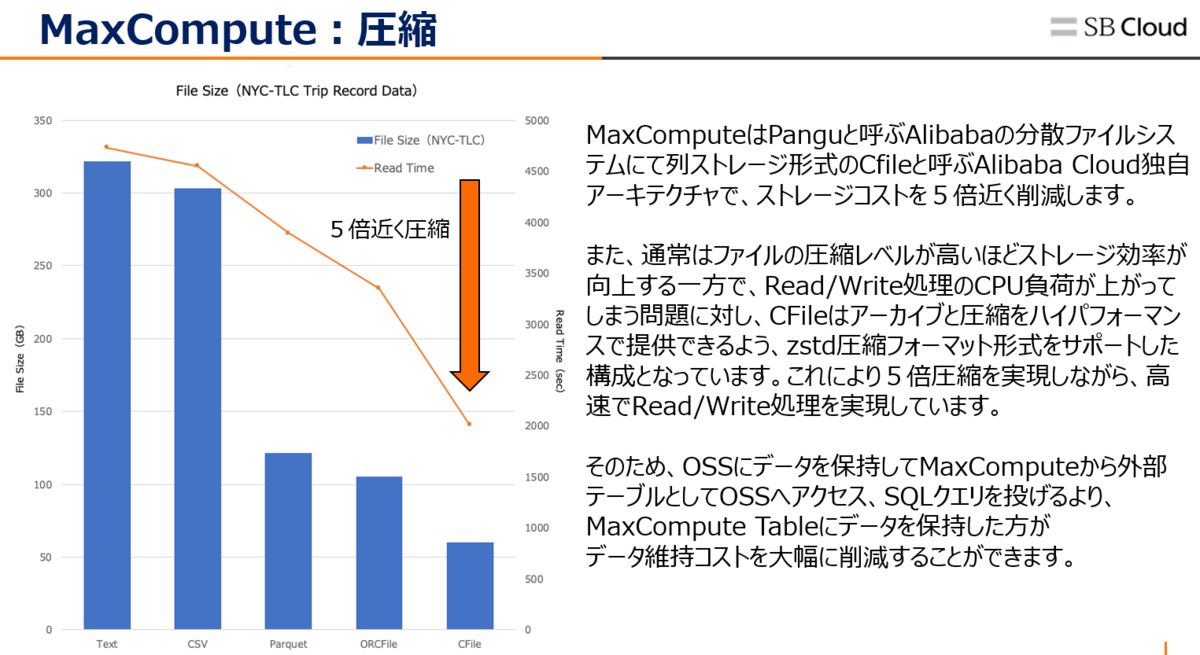 MaxCompute：圧縮
SB Cloud
File Size（NYC-TLC Trip Record Data）
File Size（NYC-TLC）
Read Time
５倍近く圧縮
350
300
250
200
150
100
50
0
File Size（GB）
5000
4500
4000
3500
3000
2500
2000
1500
1000
500
0
Read Time（sec）
Text
CSV
Parquet
ORCFile
CFile
MaxComputeはPanguと呼ぶAlibabaの分散ファイルシス
テムにて列ストレージ形式のCfileと呼ぶAlibaba Cloud独自
アーキテクチャで、ストレージコストを５倍近く削減します。
また、通常はファイルの圧縮レベルが高いほどストレージ効率が
向上する一方で、Read/Write処理のCPU負荷が上がって
しまう問題に対し、CFileはアーカイブと圧縮をハイパフォーマン
スで提供できるよう、zstd圧縮フォーマット形式をサポートした
構成となっています。これにより５倍圧縮を実現しながら、高
速でRead/Write処理を実現しています。
そのため、OSSにデータを保持してMaxComputeから外部
テーブルとしてOSSへアクセス、SQLクエリを投げるより、
MaxCompute Tableにデータを保持した方が
データ維持コストを大幅に削減することができます。